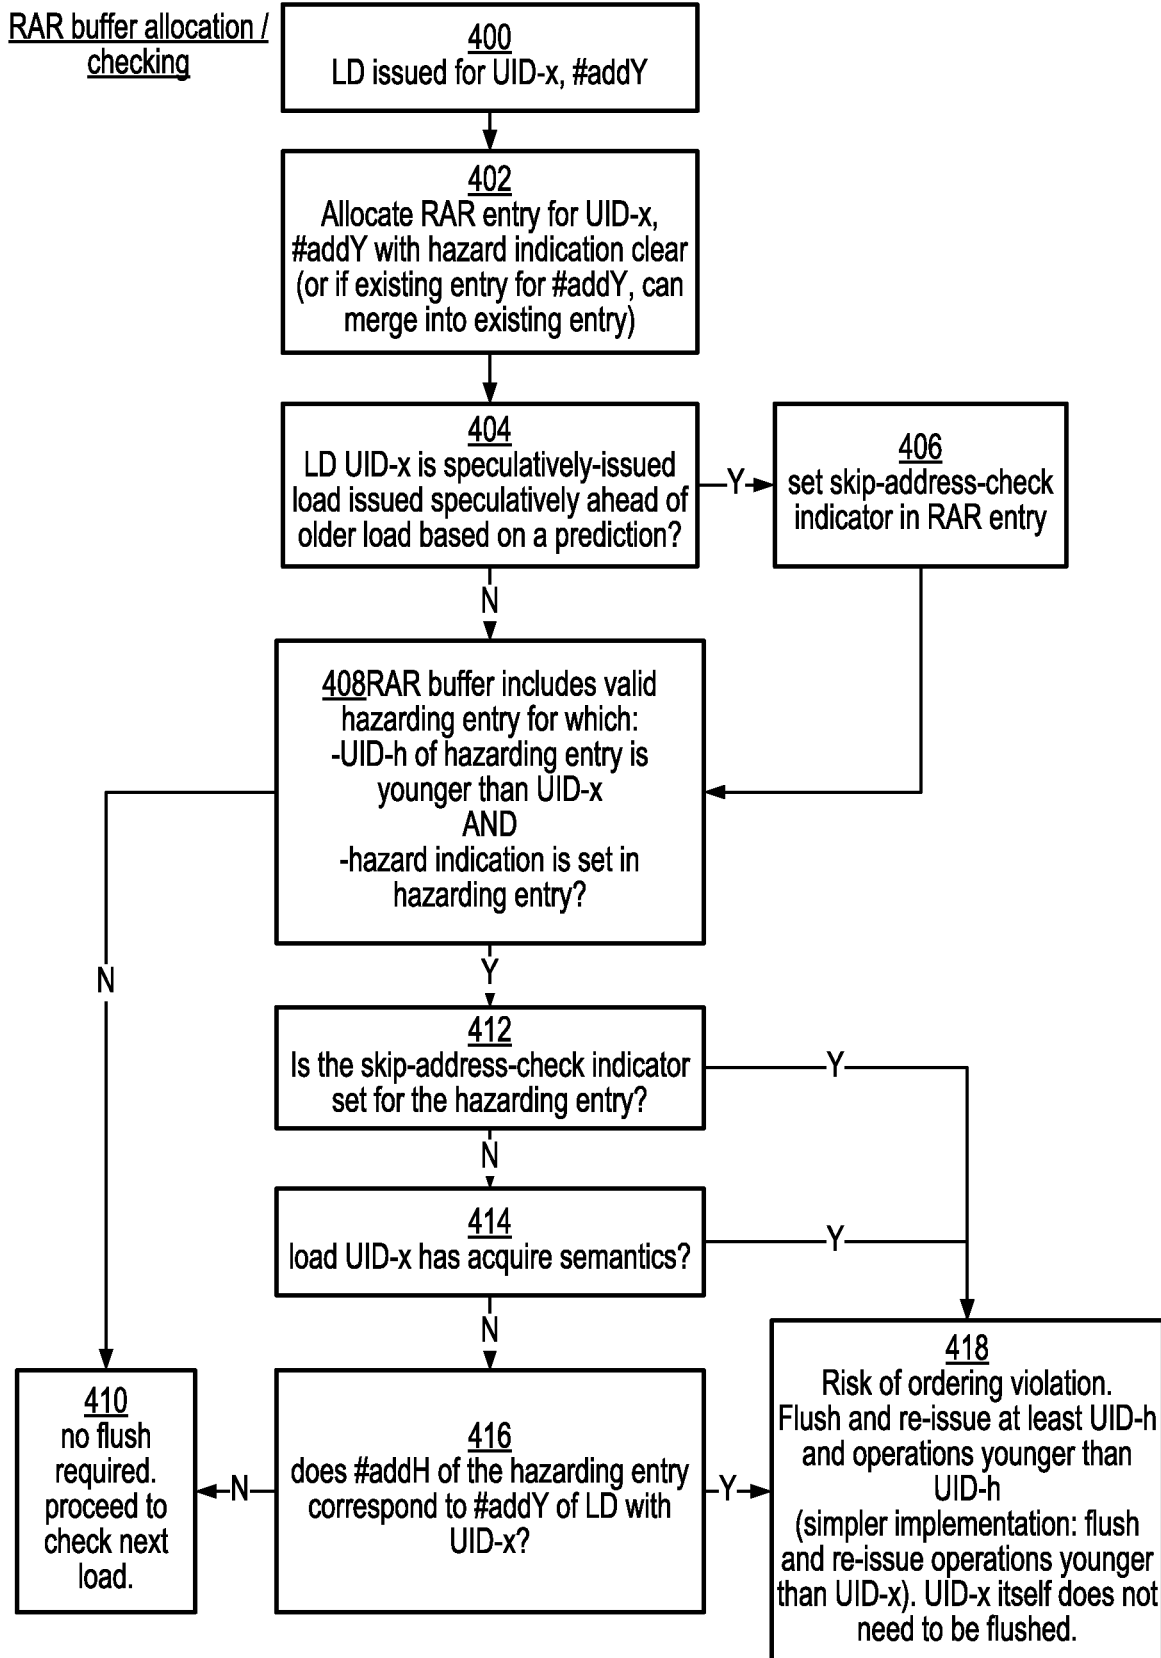 RAR buffer allocation /
checking
400
LD issued for UID-x, #addY
402
Allocate RAR entry for UID-x,
#addY with hazard indication clear
(or if existing entry for #addY, can
merge into existing entry)
404
LD UID-x is speculatively-issued
load issued speculatively ahead of
older load based on a prediction?
Y
406
set skip-address-check
indicator in RAR entry
N
408RAR buffer includes valid
hazarding entry for which:
-UID-h of hazarding entry is
younger than UID-x
AND
-hazard indication is set in
hazarding entry?
N
Y
412
Is the skip-address-check indicator
set for the hazarding entry?
Y
N
414
load UID-x has acquire semantics?
Y
N
410
no flush
required.
proceed to
check next
load.
N
416
does #addH of the hazarding entry
correspond to #addY of LD with
UID-x?
Y
418
Risk of ordering violation.
Flush and re-issue at least UID-h
and operations younger than
UID-h
(simpler implementation: flush
and re-issue operations younger
than UID-x). UID-x itself does not
need to be flushed.